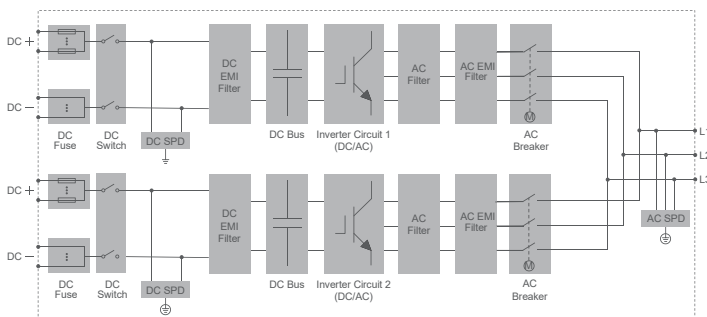 DC +
DC
EMI
Filter
AC
Filter
AC EMI
Filter
DC −
M
DC
Fuse
DC
Switch
DC SPD
DC Bus
Inverter Circuit 1
(DC/AC)
AC
Breaker
L1
L2
L3
DC +
DC
EMI
Filter
AC
Filter
AC EMI
Filter
AC SPD
DC −
M
DC
Fuse
DC
Switch
DC SPD
DC Bus
Inverter Circuit 2
(DC/AC)
AC
Breaker